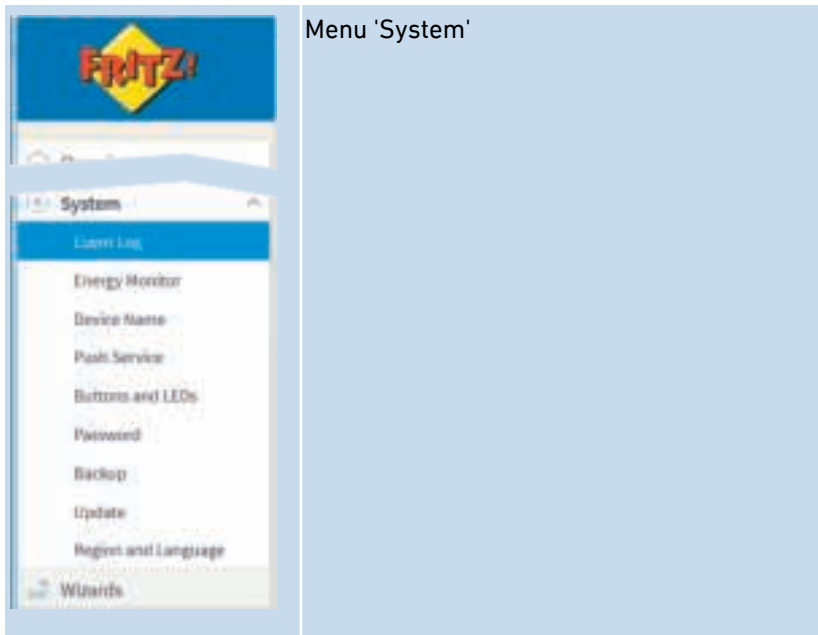 FRITZ!
Menu 'System'
System
Event Log
Energy Monitor
Device Name
Push Service
Buttons and LEDs
Password
Backup
Update
Region and Language
Wizards